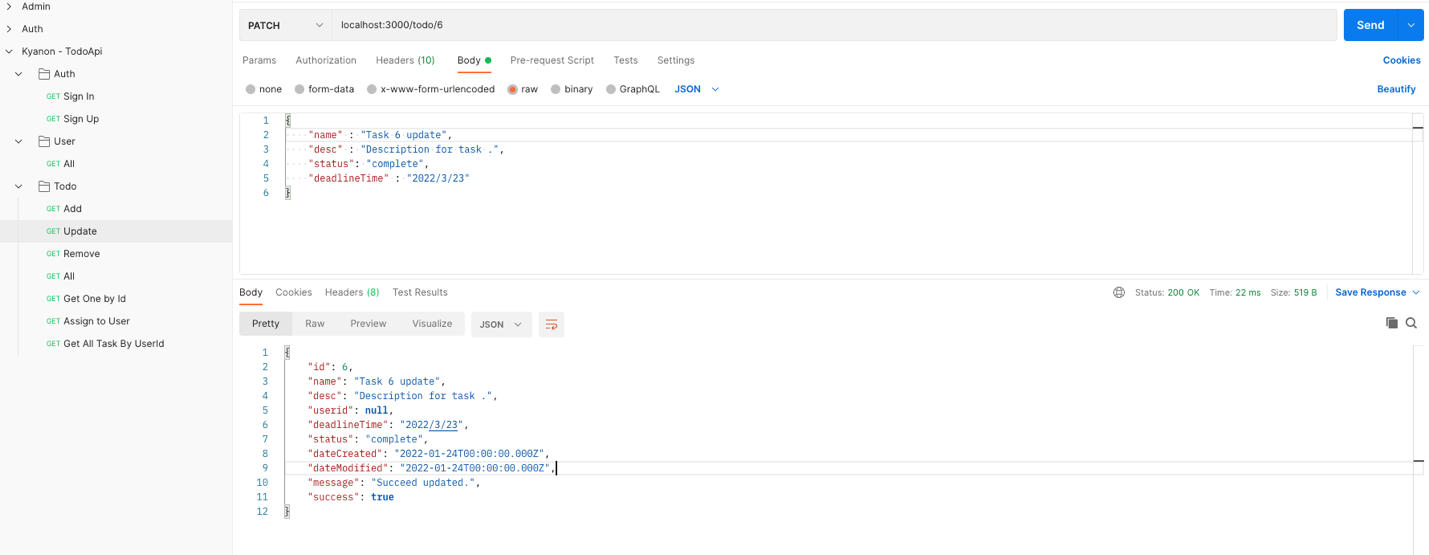 Admin
Auth
Kyanon - TodoApi
Auth
GET Sign In
GET Sign Up
User
GET All
Todo
GET Add
GET Update
GET Remove
GET All
GET Get One by Id
GET Assign to User
GET Get All Task By UserId
PATCH localhost:3000/todo/6 Send
Params Authorization Headers (10) Body Pre-request Script Tests Settings Cookies
none form-data x-www-form-urlencoded raw binary GraphQL JSON Beautify
1 {
2 "name" : "Task 6 update",
3 "desc" : "Description for task .",
4 "status": "complete",
5 "deadlineTime" : "2022/3/23"
6 }
Body Cookies Headers (8) Test Results Status: 200 OK Time: 22 ms Size: 519 B Save Response
Pretty Raw Preview Visualize JSON
1 {
2 "id": 6,
3 "name": "Task 6 update",
4 "desc": "Description for task .",
5 "userid": null,
6 "deadlineTime": "2022/3/23",
7 "status": "complete",
8 "dateCreated": "2022-01-24T00:00:00.000Z",
9 "dateModified": "2022-01-24T00:00:00.000Z",
10 "message": "Succeed updated.",
11 "success": true
12 }